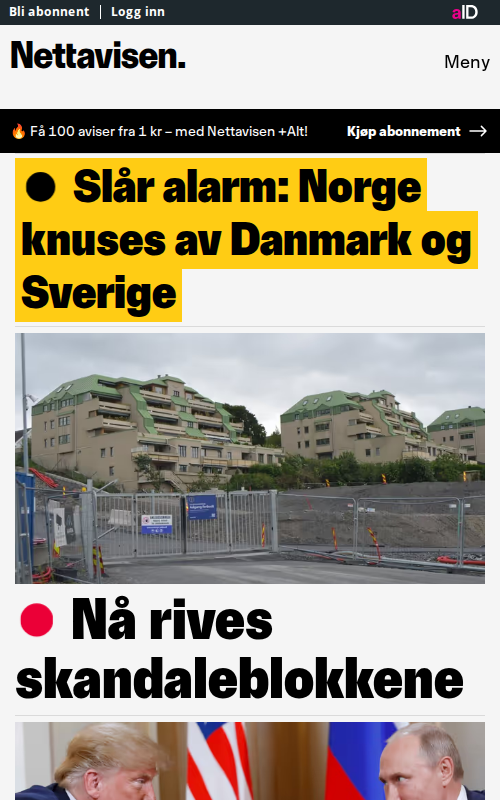 Bli abonnent | Logg inn
aID
Nettavisen.
Meny
🔥 Få 100 aviser fra 1 kr – med Nettavisen +Alt!
Kjøp abonnement →
Slår alarm: Norge
knuses av Danmark og
Sverige
Nå rives
skandaleblokkene